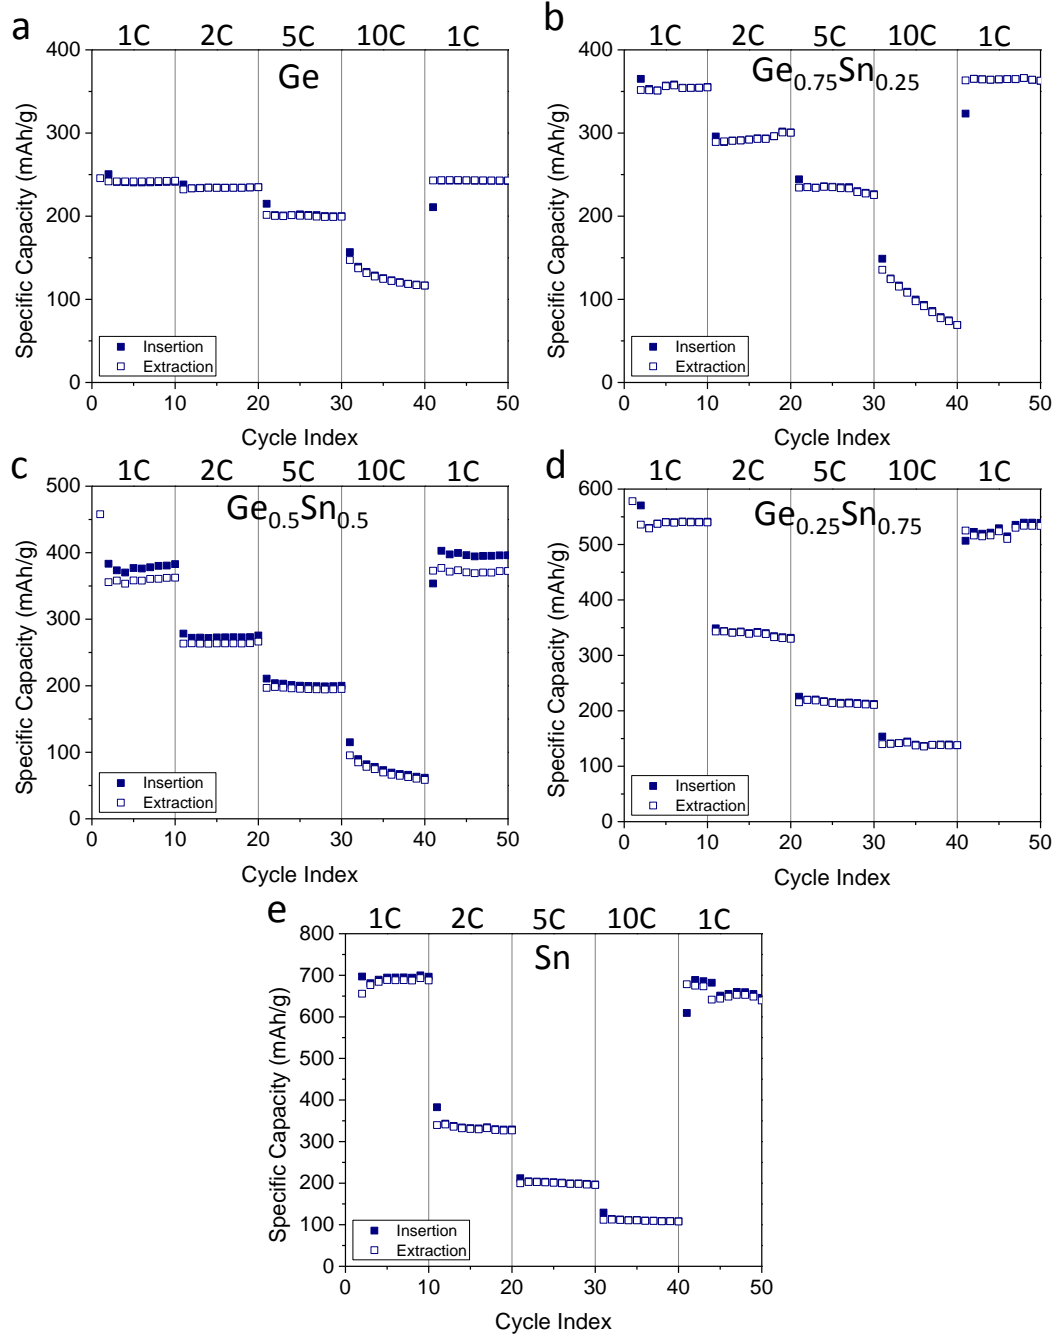 a
1C 2C 5C 10C 1C
Ge
400
300
200
100
0
Specific Capacity (mAh/g)
Insertion
Extraction
0 10 20 30 40 50
Cycle Index
b
1C 2C 5C 10C 1C
Ge0.75Sn0.25
400
300
200
100
0
Specific Capacity (mAh/g)
Insertion
Extraction
0 10 20 30 40 50
Cycle Index
c
1C 2C 5C 10C 1C
Ge0.5Sn0.5
500
400
300
200
100
0
Specific Capacity (mAh/g)
Insertion
Extraction
0 10 20 30 40 50
Cycle Index
d
1C 2C 5C 10C 1C
Ge0.25Sn0.75
600
500
400
300
200
100
0
Specific Capacity (mAh/g)
Insertion
Extraction
0 10 20 30 40 50
Cycle Index
e
1C 2C 5C 10C 1C
Sn
800
700
600
500
400
300
200
100
0
Specific Capacity (mAh/g)
Insertion
Extraction
0 10 20 30 40 50
Cycle Index